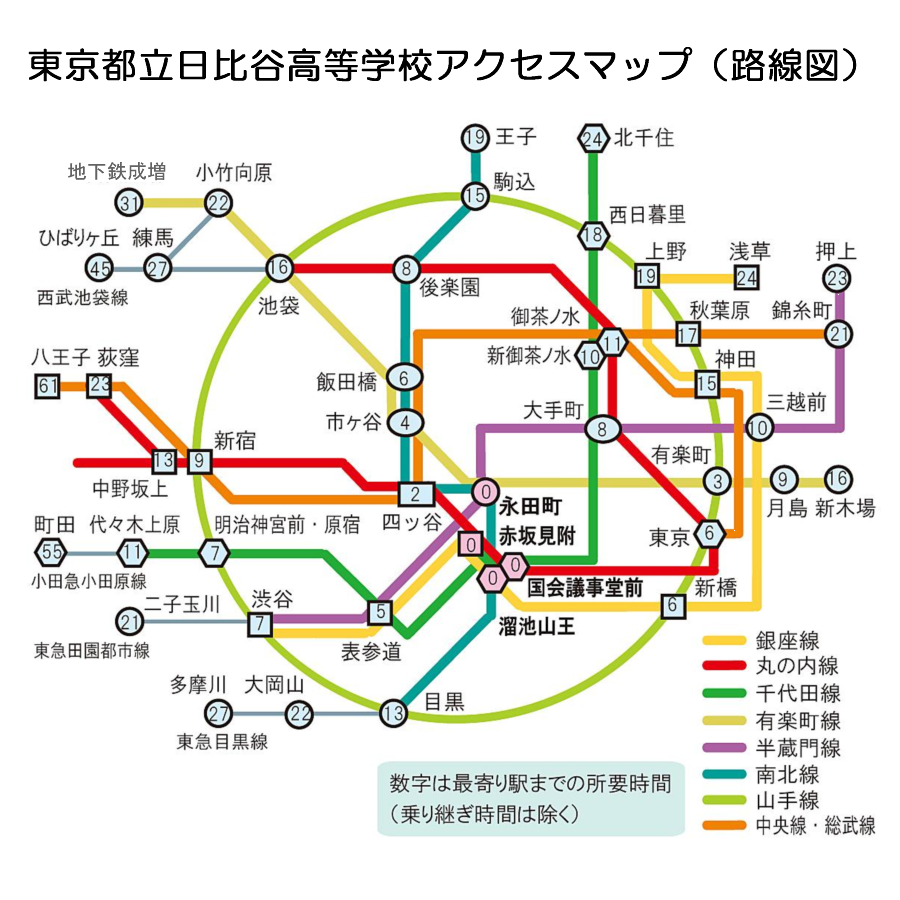 東京都立日比谷高等学校アクセスマップ（路線図）
19 王子
24 北千住
地下鉄成増
小竹向原
31
22
15 駒込
18 西日暮里
ひばりヶ丘
練馬
45
27
西武池袋線
16
池袋
8
後楽園
上野
19
浅草
24
押上
23
御茶ノ水
11
秋葉原
17
錦糸町
21
新御茶ノ水
10
神田
15
八王子
荻窪
61
23
飯田橋
6
市ヶ谷
4
大手町
8
三越前
10
新宿
13
9
中野坂上
有楽町
3
9
16
月島
新木場
2
四ツ谷
0
永田町
赤坂見附
0
0
0
国会議事堂前
溜池山王
東京
6
新橋
6
町田
代々木上原
明治神宮前・原宿
55
11
7
小田急小田原線
二子玉川
21
東急田園都市線
渋谷
7
5
表参道
多摩川
大岡山
27
22
13
目黒
東急目黒線
銀座線
丸の内線
千代田線
有楽町線
半蔵門線
南北線
山手線
中央線・総武線
数字は最寄り駅までの所要時間
（乗り継ぎ時間は除く）